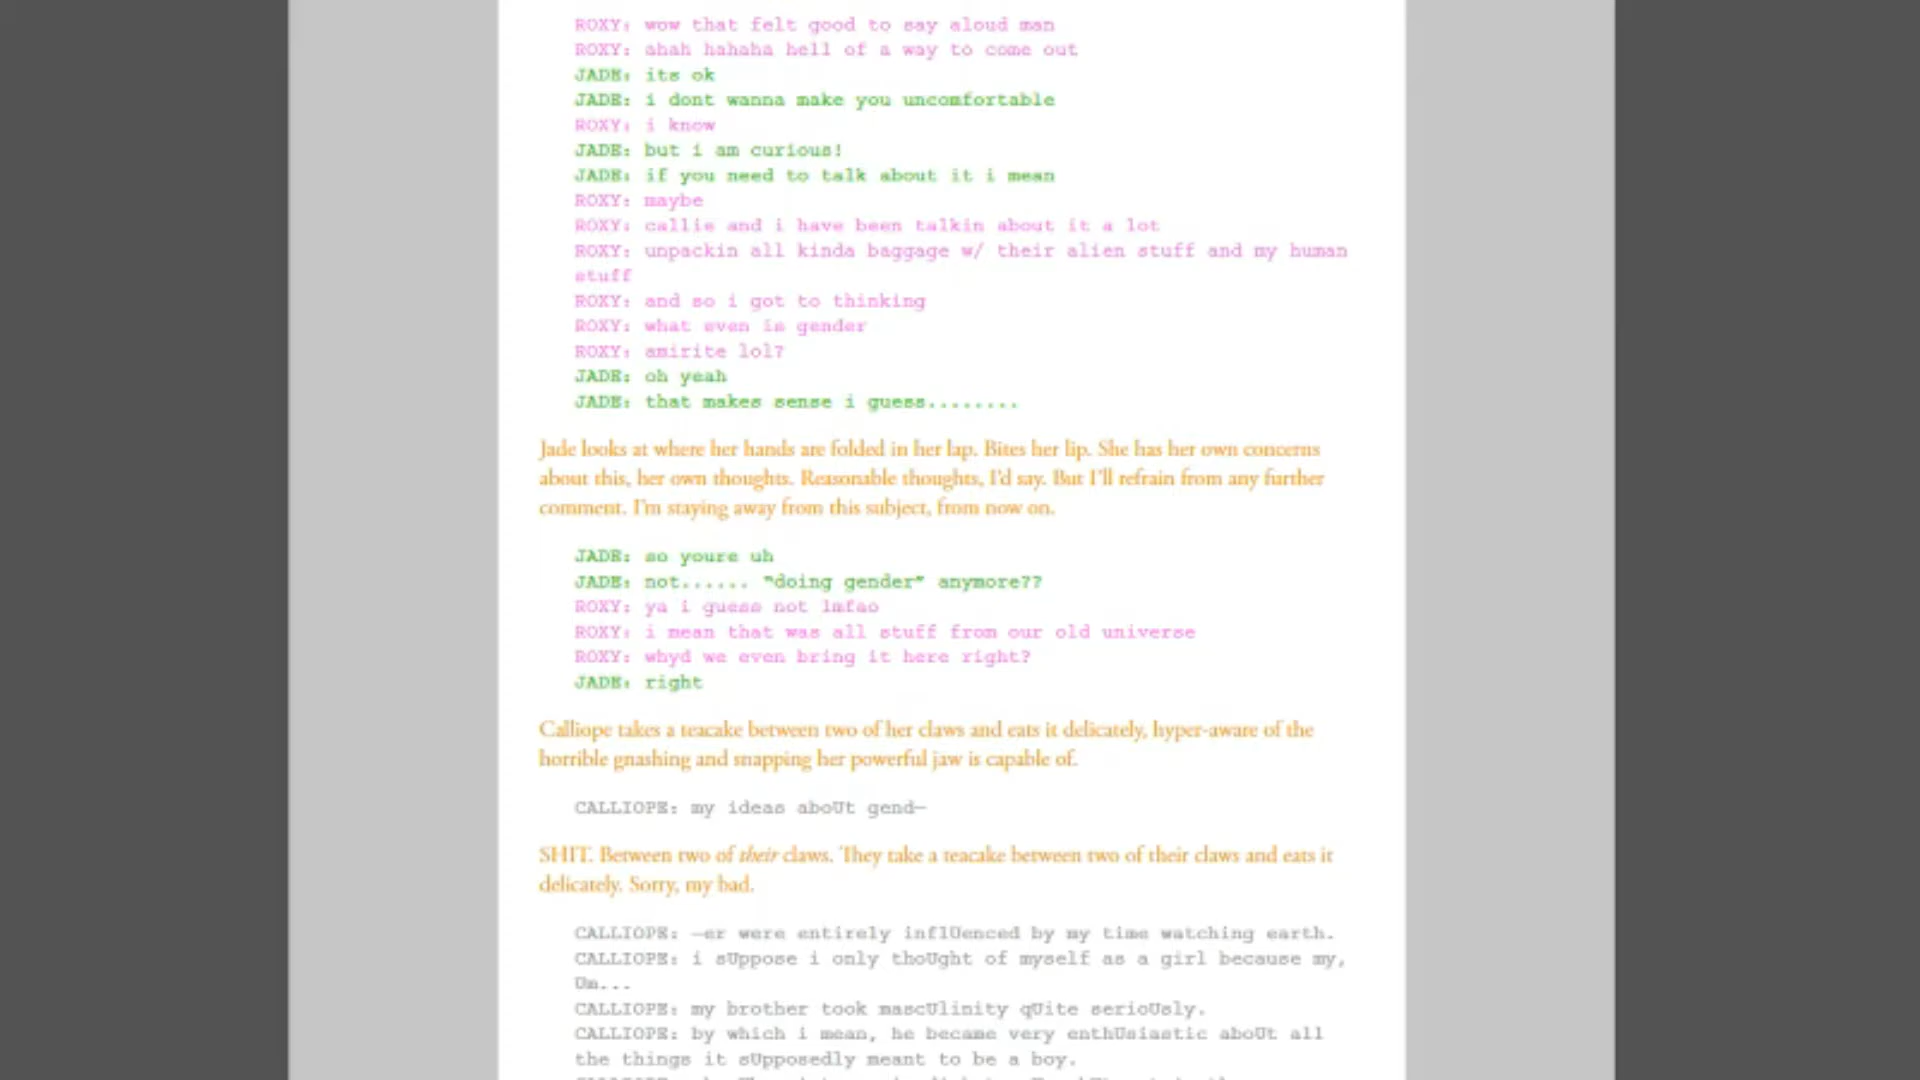 ROXY: wow that felt good to say aloud man
ROXY: ahah hahaha hell of a way to come out
JADE: its ok
JADE: i dont wanna make you uncomfortable
ROXY: i know
JADE: but i am curious!
JADE: if you need to talk about it i mean
ROXY: maybe
ROXY: callie and i have been talkin about it a lot
ROXY: unpackin all kinda baggage w/ their alien stuff and my human
stuff
ROXY: and so i got to thinking
ROXY: what even is gender
ROXY: amirite lol?
JADE: oh yeah
JADE: that makes sense i guess........
Jade looks at where her hands are folded in her lap. Bites her lip. She has her own concerns
about this, her own thoughts. Reasonable thoughts, I’d say. But I’ll refrain from any further
comment. I’m staying away from this subject, from now on.
JADE: so youre uh
JADE: not...... “doing gender” anymore??
ROXY: ya i guess not lmfao
ROXY: i mean that was all stuff from our old universe
ROXY: whyd we even bring it here right?
JADE: right
Calliope takes a teacake between two of her claws and eats it delicately, hyper-aware of the
horrible gnashing and snapping her powerful jaw is capable of.
CALLIOPE: my ideas aboUt gend—
SHIT. Between two of their claws. They take a teacake between two of their claws and eats it
delicately. Sorry, my bad.
CALLIOPE: —er were entirely inflUenced by my time watching earth.
CALLIOPE: i sUppose i only thoUght of myself as a girl because my,
Um...
CALLIOPE: my brother took mascUlinity qUite serioUsly.
CALLIOPE: by which i mean, he became very enthUsiastic aboUt all
the things it sUpposedly meant to be a boy.